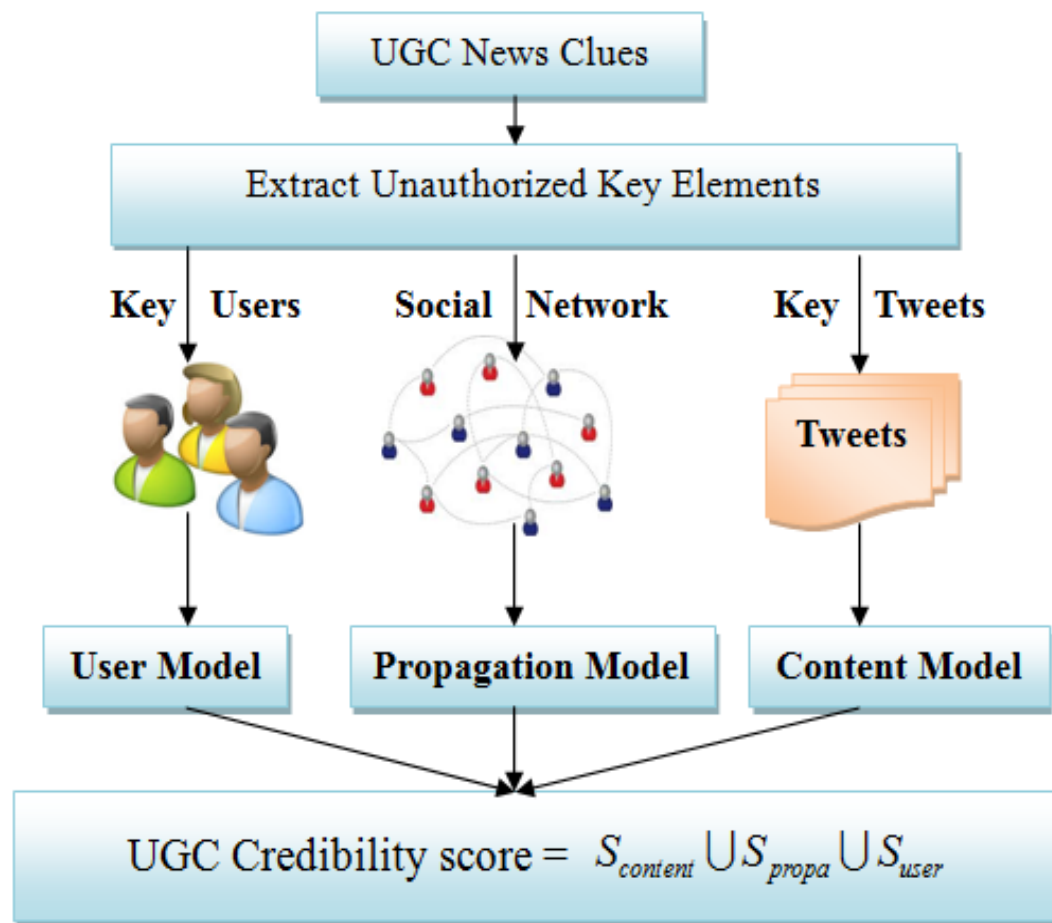 UGC News Clues
Extract Unauthorized Key Elements
Key Users Social Network Key Tweets
Tweets
User Model Propagation Model Content Model
UGC Credibility score = S_content ⋃ S_propa ⋃ S_user